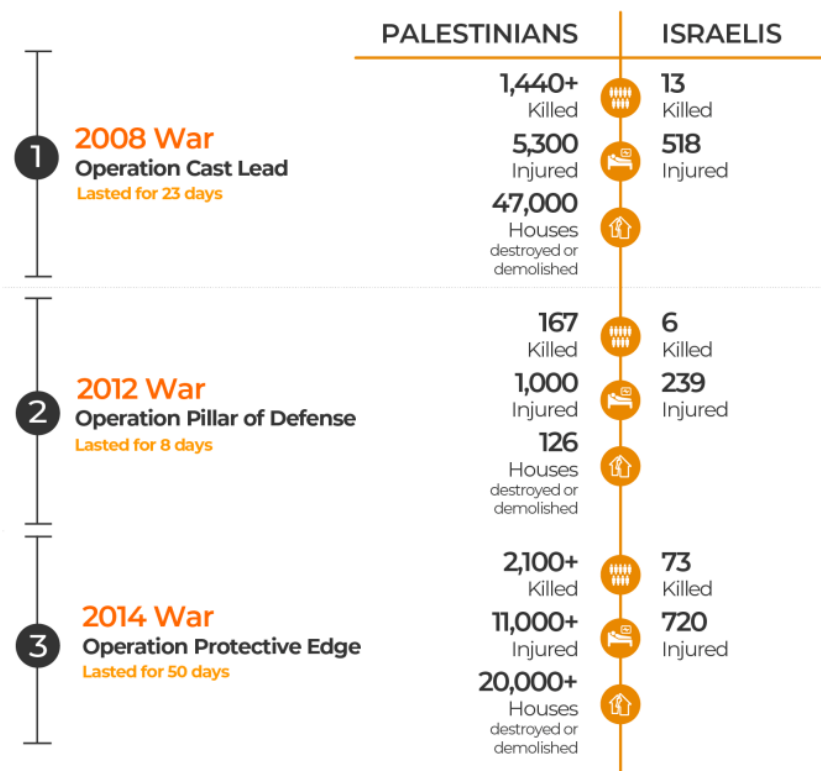 PALESTINIANS
ISRAELIS
1
2008 War
Operation Cast Lead
Lasted for 23 days
1,440+
Killed
13
Killed
5,300
Injured
518
Injured
47,000
Houses
destroyed or
demolished
2
2012 War
Operation Pillar of Defense
Lasted for 8 days
167
Killed
6
Killed
1,000
Injured
239
Injured
126
Houses
destroyed or
demolished
3
2014 War
Operation Protective Edge
Lasted for 50 days
2,100+
Killed
73
Killed
11,000+
Injured
720
Injured
20,000+
Houses
destroyed or
demolished